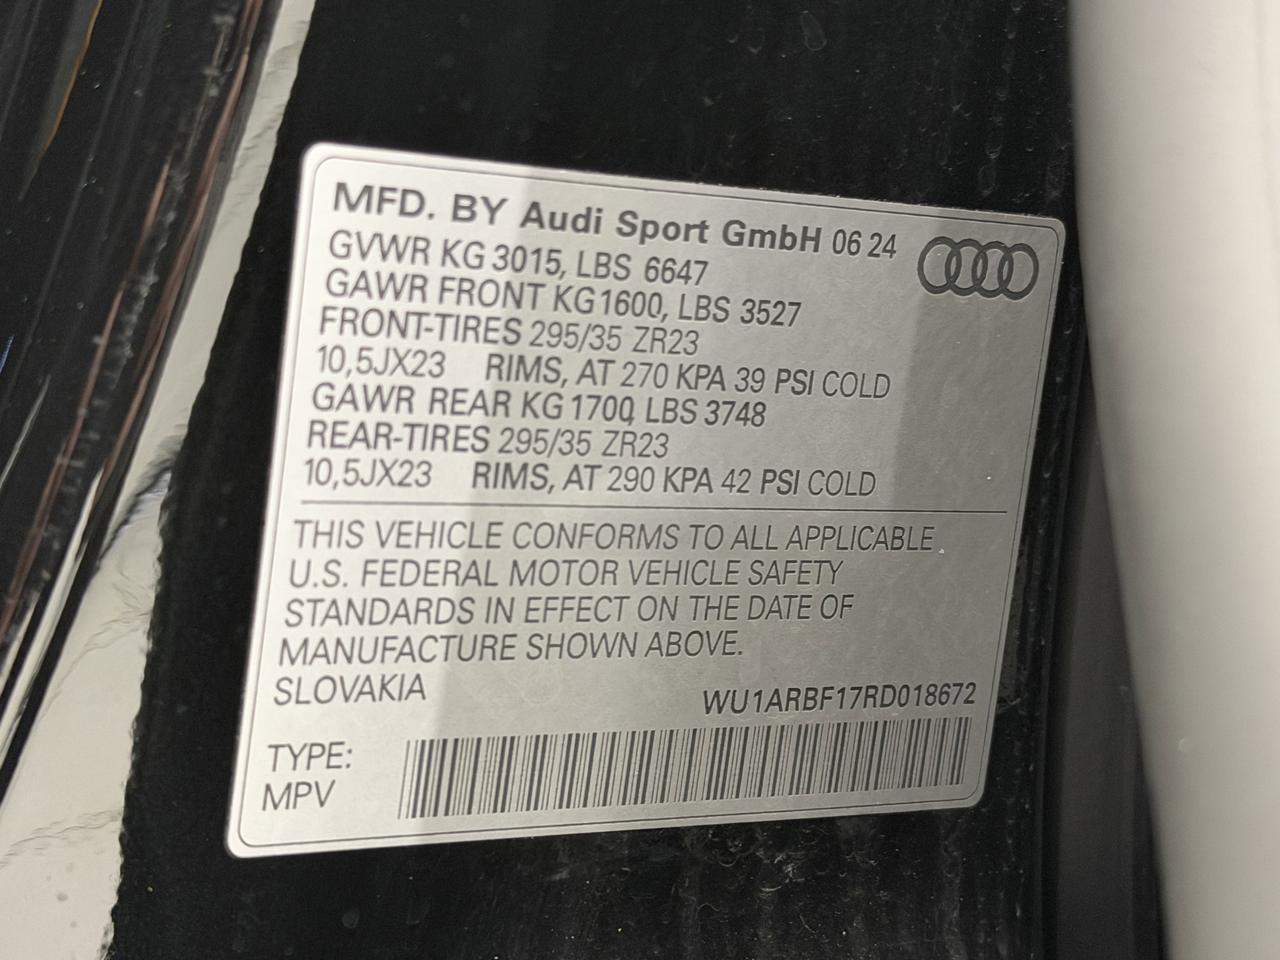 MFD. BY Audi Sport GmbH 06 24
GVWR KG 3015, LBS 6647
GAWR FRONT KG1600, LBS 3527
FRONT-TIRES 295/35 ZR23
10,5JX23 RIMS, AT 270 KPA 39 PSI COLD
GAWR REAR KG 1700, LBS 3748
REAR-TIRES 295/35 ZR23
10,5JX23 RIMS, AT 290 KPA 42 PSI COLD
THIS VEHICLE CONFORMS TO ALL APPLICABLE
U.S. FEDERAL MOTOR VEHICLE SAFETY
STANDARDS IN EFFECT ON THE DATE OF
MANUFACTURE SHOWN ABOVE.
SLOVAKIA WU1ARBF17RD018672
TYPE:
MPV